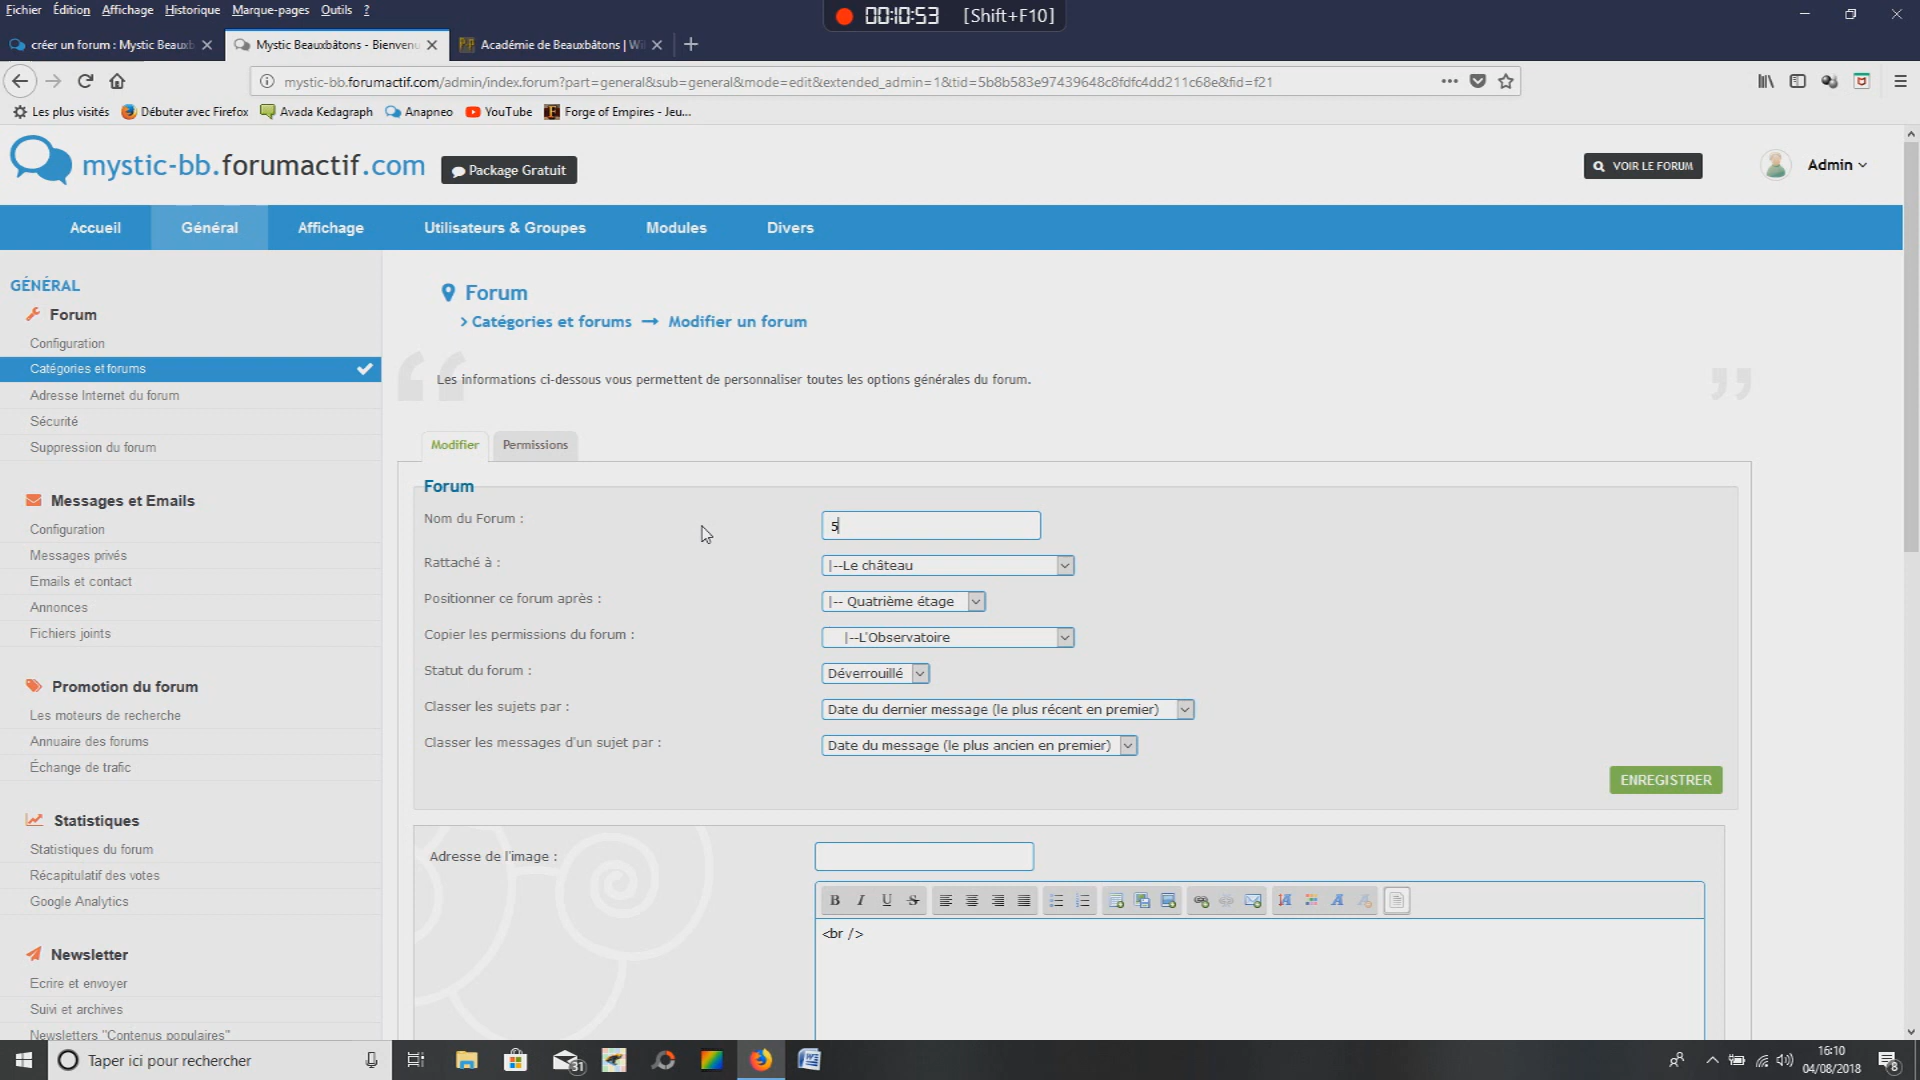 Fichier Édition Affichage Historique Marque-pages Outils ?
00:10:53 [Shift+F10]
créer un forum : Mystic Beauxb
Mystic Beauxbâtons - Bienvenu
Académie de Beauxbâtons | Wi
mystic-bb.forumactif.com/admin/index.forum?part=general&sub=general&mode=edit&extended_admin=1&tid=5b8b583e97439648c8fdfc4dd211c68e&fid=f21
Les plus visités Débuter avec Firefox Avada Kedagraph Anapneo YouTube Forge of Empires - Jeu...
mystic-bb.forumactif.com Package Gratuit VOIR LE FORUM Admin
Accueil Général Affichage Utilisateurs & Groupes Modules Divers
GÉNÉRAL
Forum
Configuration
Catégories et forums
Adresse Internet du forum
Sécurité
Suppression du forum
Messages et Emails
Configuration
Messages privés
Emails et contact
Annonces
Fichiers joints
Promotion du forum
Les moteurs de recherche
Annuaire des forums
Échange de trafic
Statistiques
Statistiques du forum
Récapitulatif des votes
Google Analytics
Newsletter
Ecrire et envoyer
Suivi et archives
Newsletters "Contenus populaires"
Forum
> Catégories et forums → Modifier un forum
Les informations ci-dessous vous permettent de personnaliser toutes les options générales du forum.
Modifier Permissions
Forum
Nom du Forum : 5
Rattaché à : |--Le château
Positionner ce forum après : |-- Quatrième étage
Copier les permissions du forum : |--L'Observatoire
Statut du forum : Déverrouillé
Classer les sujets par : Date du dernier message (le plus récent en premier)
Classer les messages d'un sujet par : Date du message (le plus ancien en premier)
ENREGISTRER
Adresse de l'image :
B I U S
<br />
Taper ici pour rechercher
31
16:10
04/08/2018
8